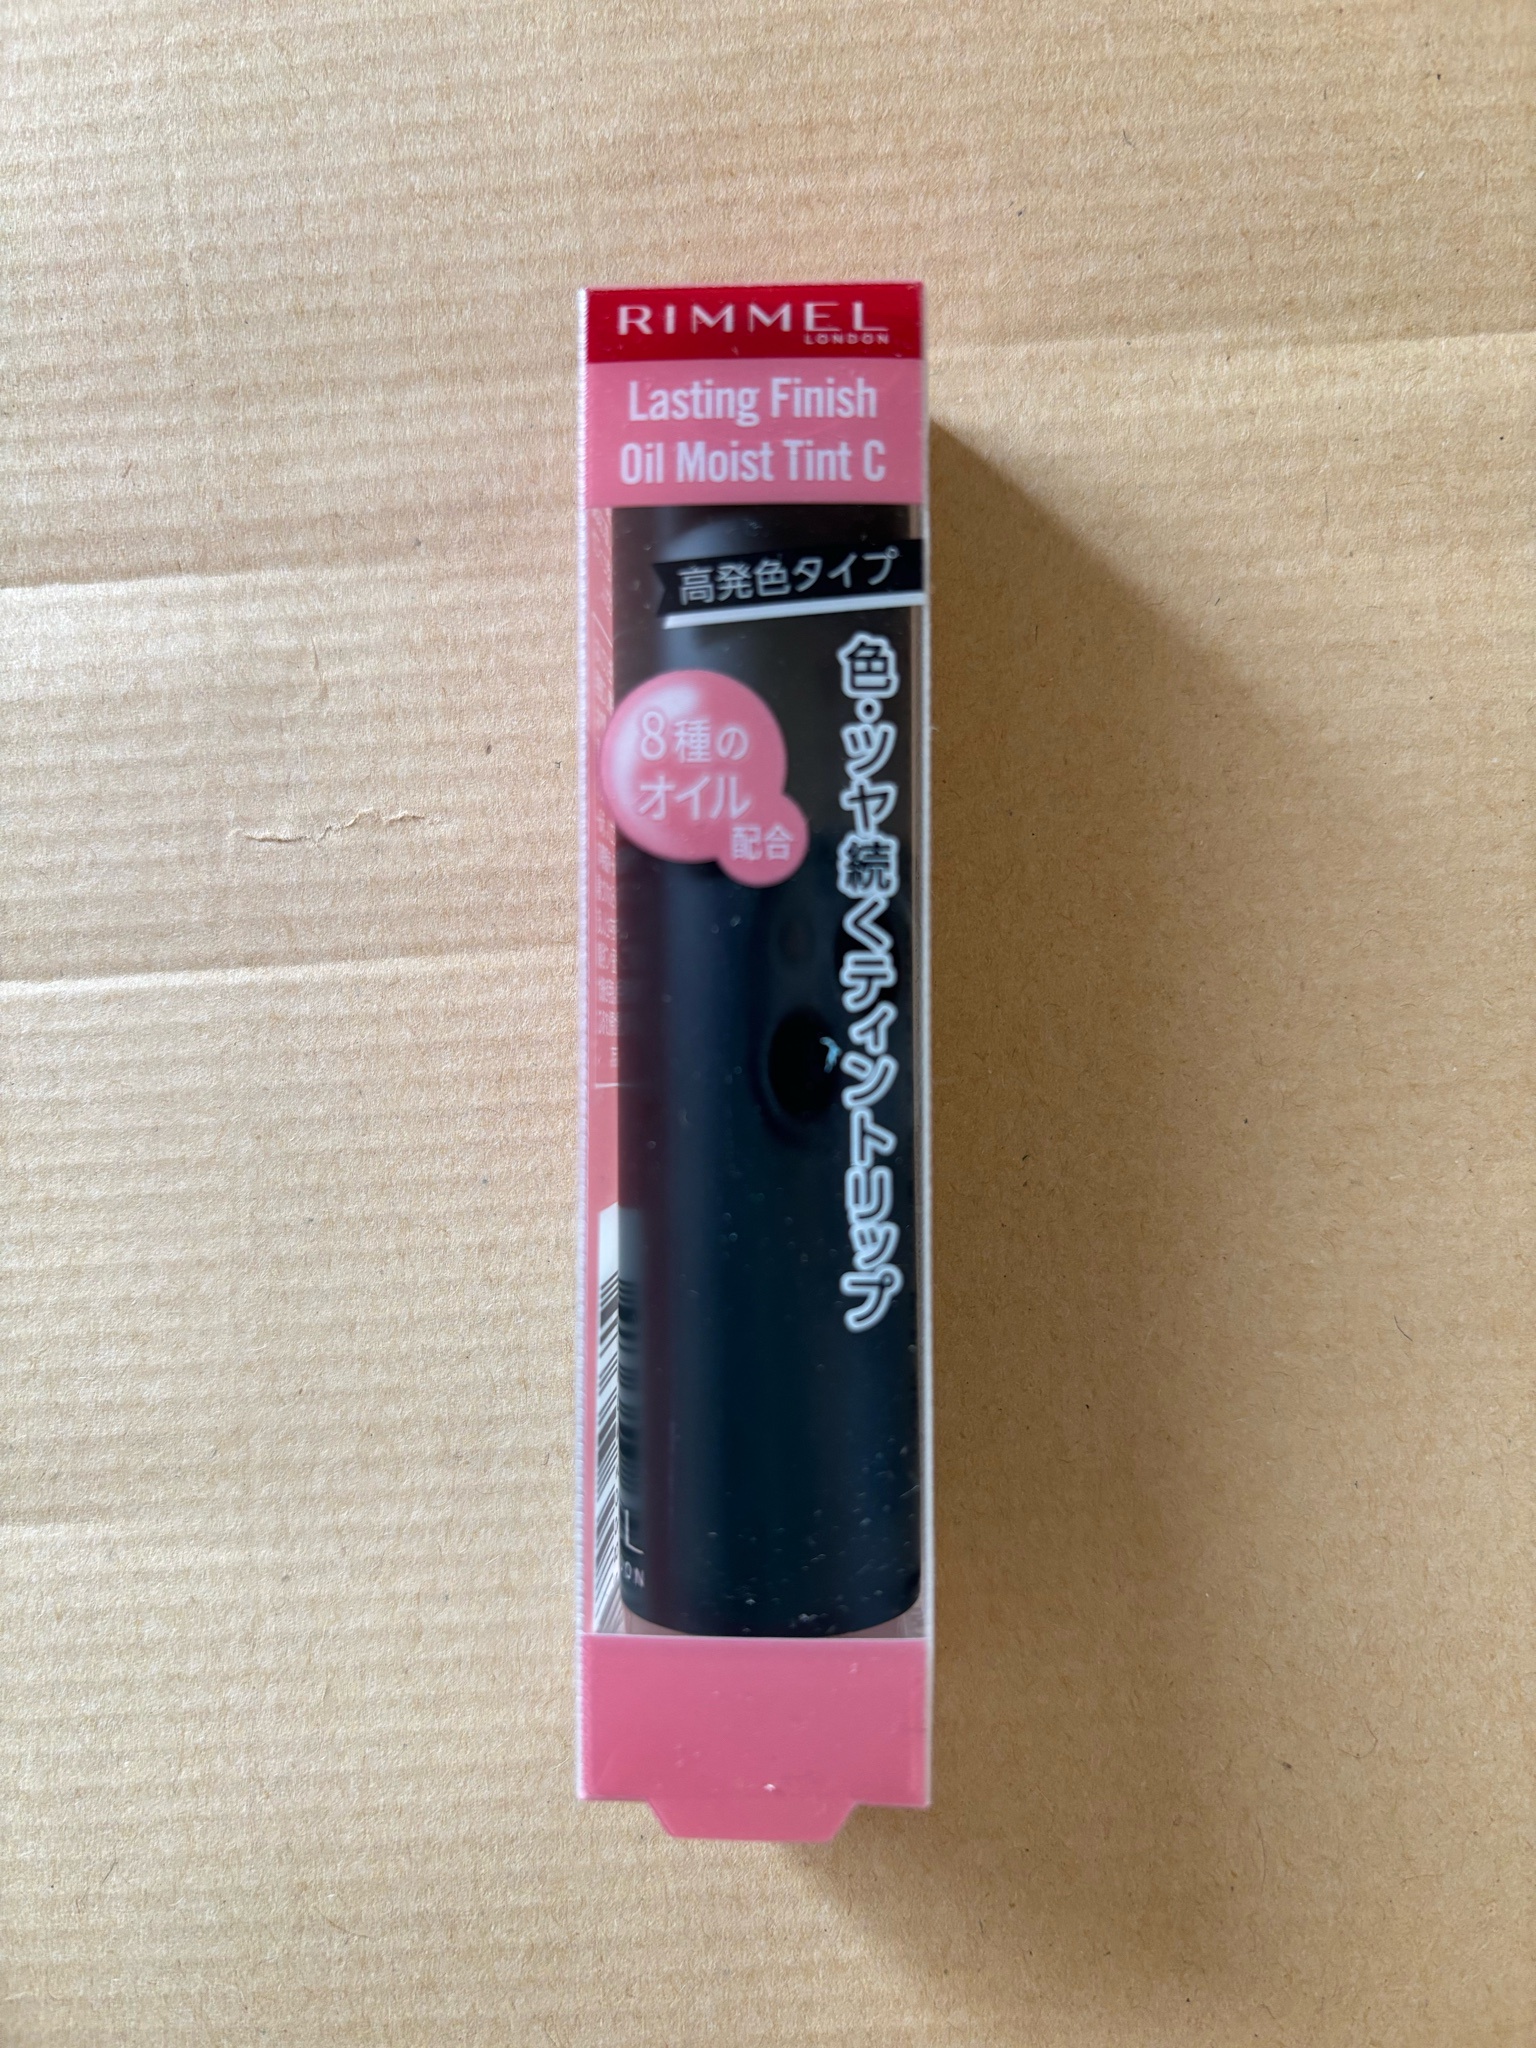 RIMMEL
LONDON
Lasting Finish
Oil Moist Tint C
高発色タイプ
色・ツヤ続くティントリップ
8種の
オイル
配合